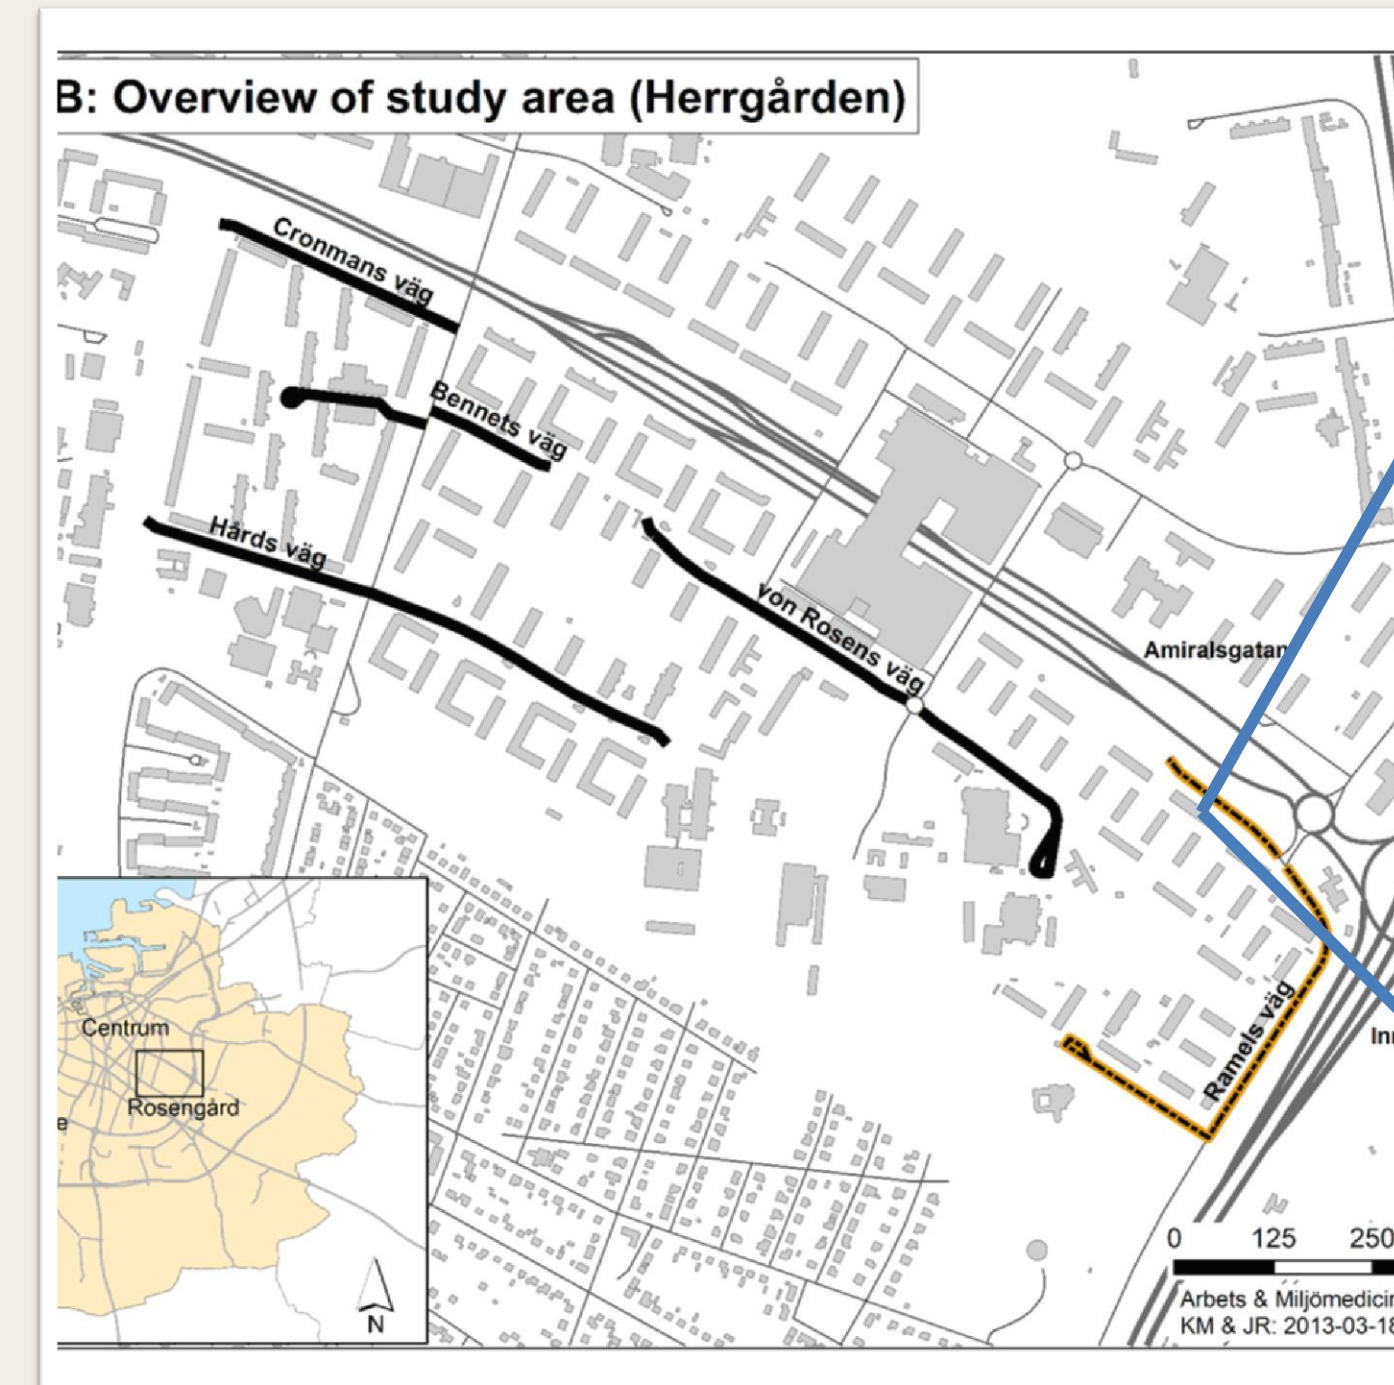 B: Overview of study area (Herrgården)
Cronmans väg
Bennets väg
Hårds väg
von Rosens väg
Amiralsgatan
Ramels väg
Centrum
Rosengård
N
0 125 250
Arbets & Miljömedicin
KM & JR: 2013-03-18